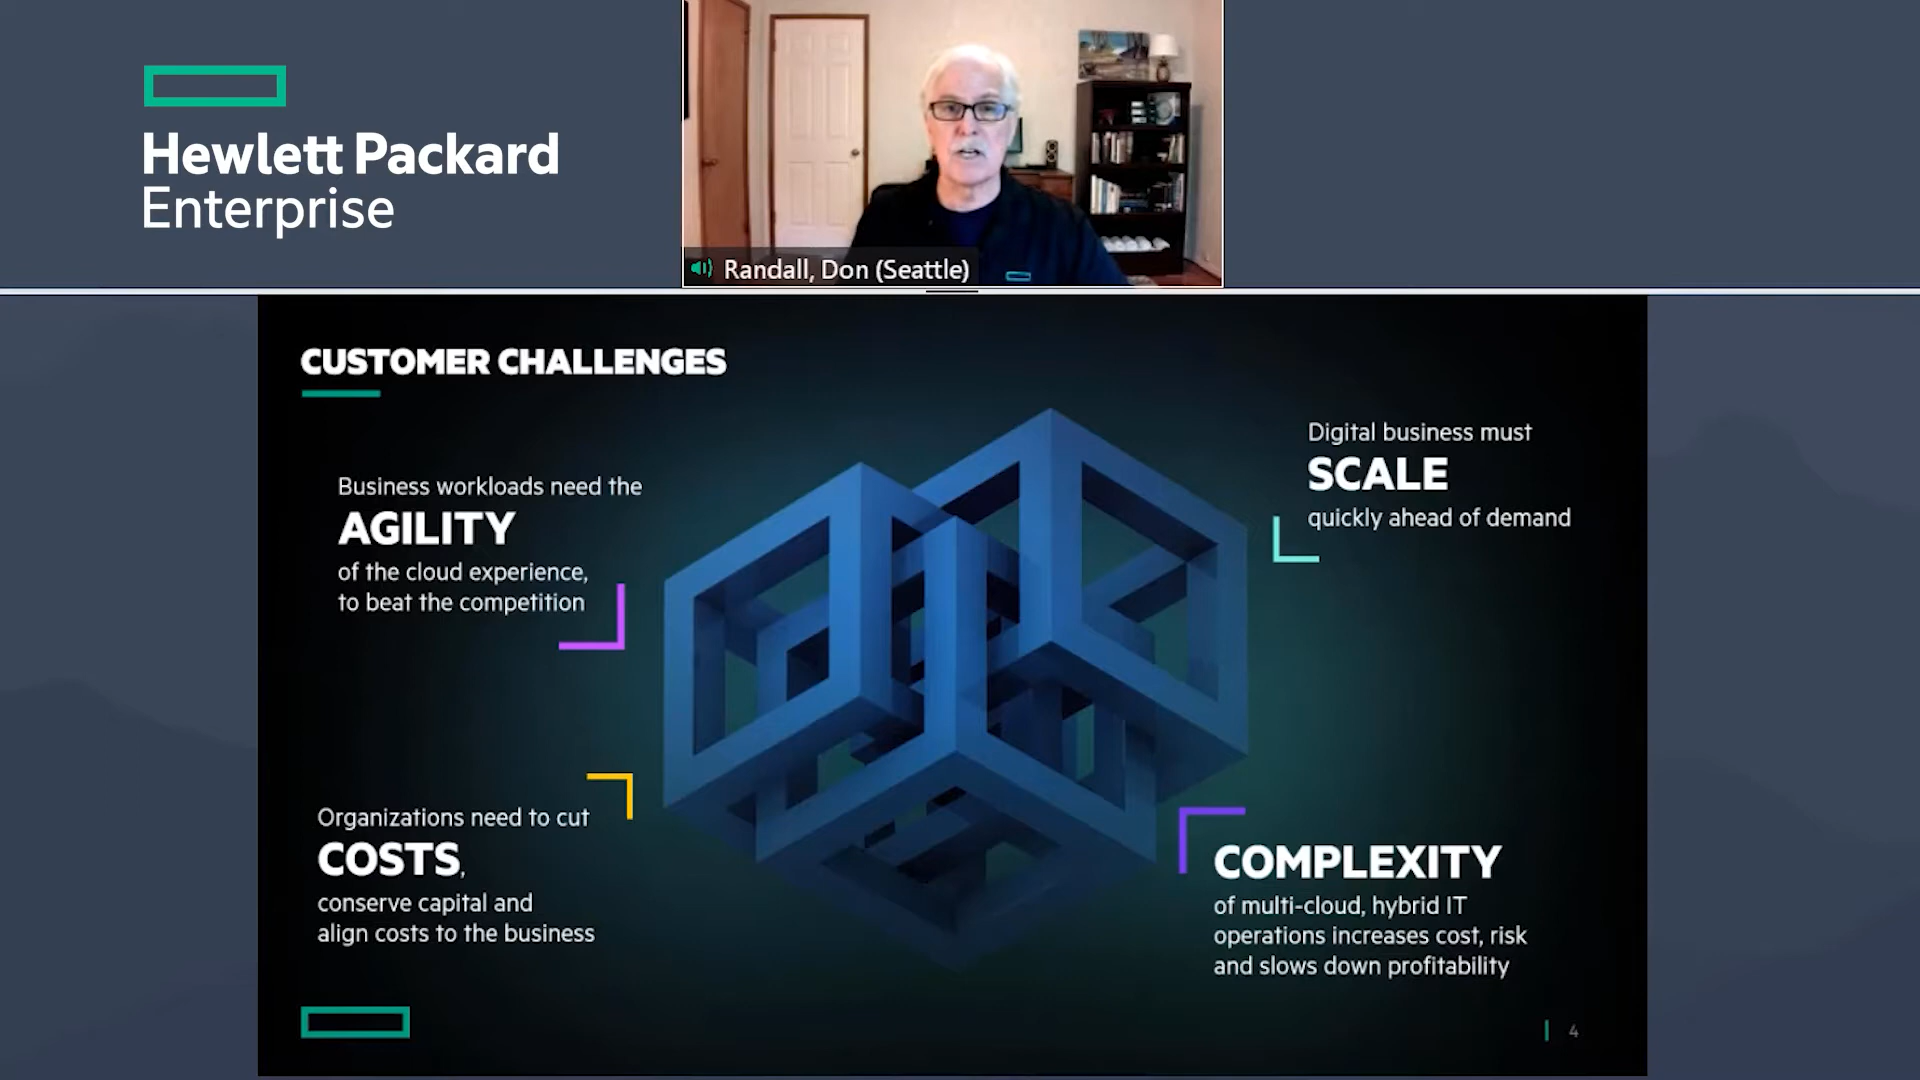 Hewlett Packard
Enterprise
Randall, Don (Seattle)
CUSTOMER CHALLENGES
Business workloads need the
AGILITY
of the cloud experience,
to beat the competition
Digital business must
SCALE
quickly ahead of demand
Organizations need to cut
COSTS,
conserve capital and
align costs to the business
COMPLEXITY
of multi-cloud, hybrid IT
operations increases cost, risk
and slows down profitability
4